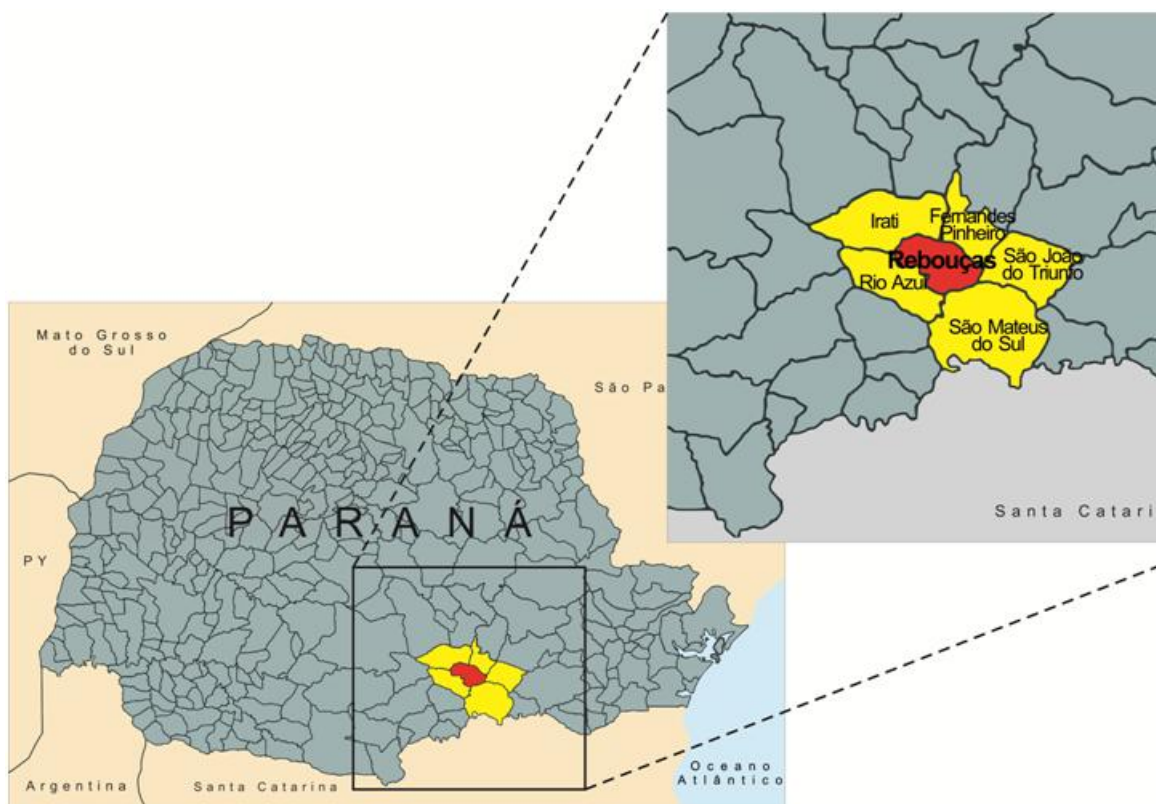 Irati
Fernandes
Pinheiro
Rebouças
São João
do Triunfo
Rio Azul
São Mateus
do Sul
Santa Catari
Mato Grosso
do Sul
São Pa
PARANÁ
PY
Argentina
Santa Catarina
Oceano
Atlântico